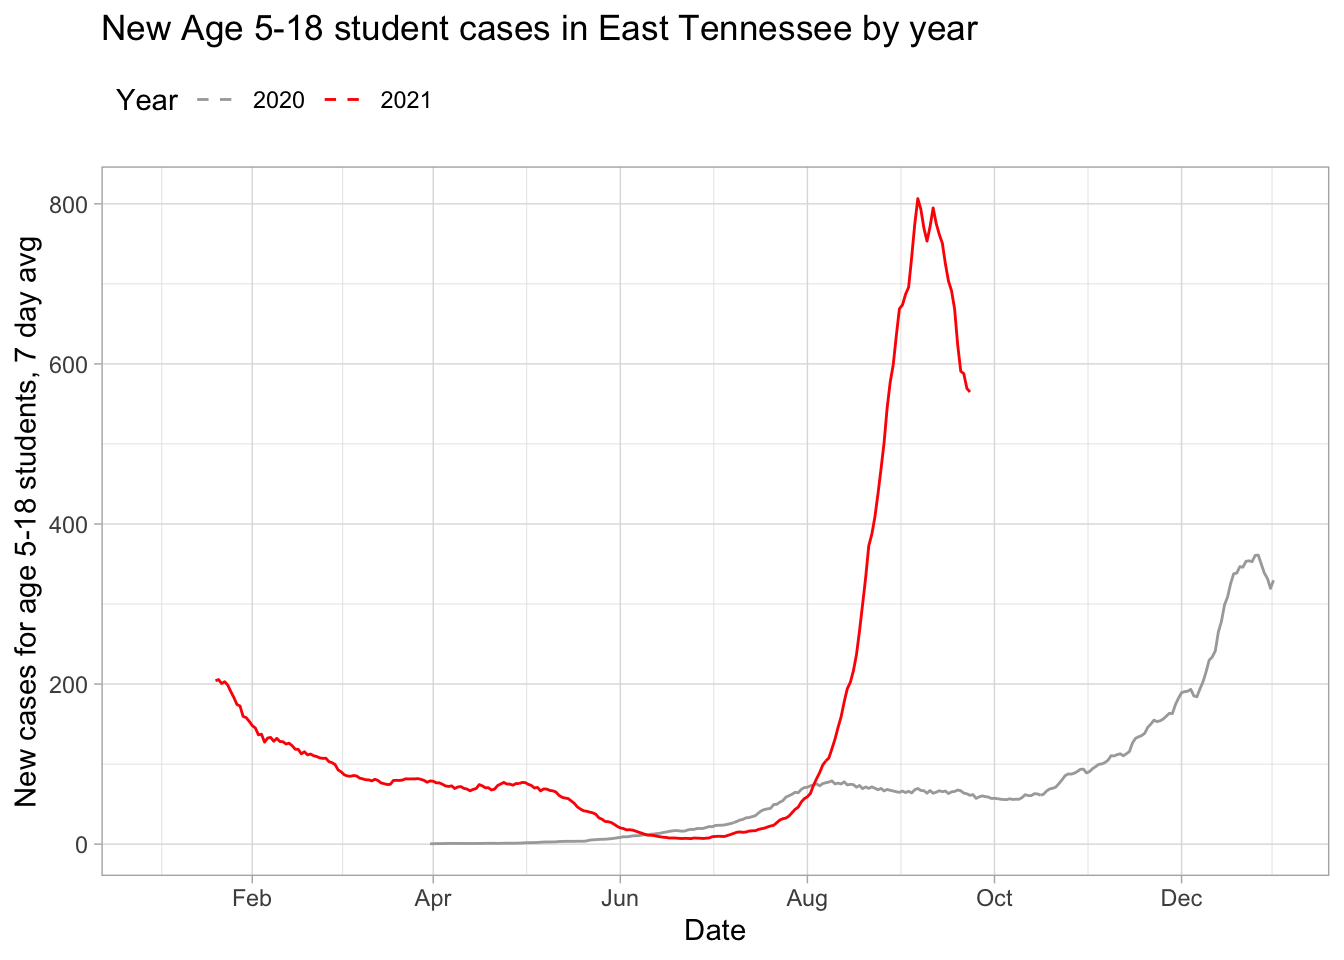 New Age 5-18 student cases in East Tennessee by year
Year 2020 2021
New cases for age 5-18 students, 7 day avg
800
600
400
200
0
Feb Apr Jun Aug Oct Dec
Date